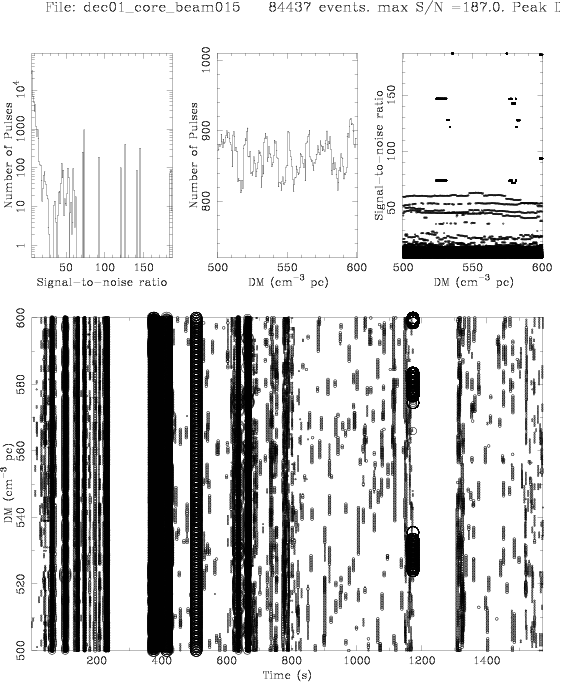 File: dec01_core_beam015 84437 events. max S/N =187.0. Peak D
Number of Pulses
10⁴
1000
100
10
1
50 100 150
Signal-to-noise ratio
Number of Pulses
1000
900
800
500 550 600
DM (cm⁻³ pc)
Signal-to-noise ratio
150
100
50
500 550 600
DM (cm⁻³ pc)
DM (cm⁻³ pc)
600
580
560
540
520
500
200 400 600 800 1000 1200 1400
Time (s)